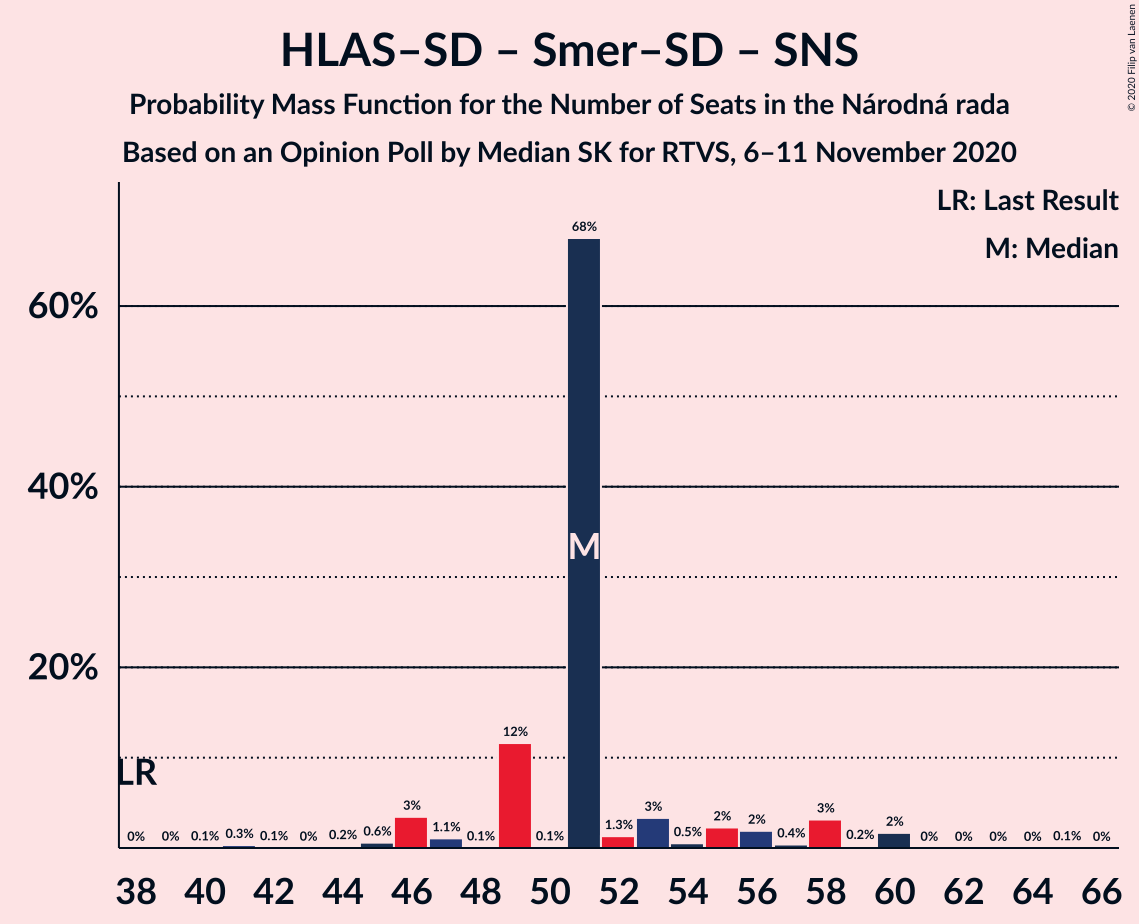 HLAS–SD – Smer–SD – SNS
Probability Mass Function for the Number of Seats in the Národná rada
Based on an Opinion Poll by Median SK for RTVS, 6–11 November 2020
© 2020 Filip van Laenen
LR: Last Result
M: Median
60%
40%
20%
LR
M
0% 0% 0.1% 0.3% 0.1% 0% 0.2% 0.6% 3% 1.1% 0.1% 12% 0.1% 68% 1.3% 3% 0.5% 2% 2% 0.4% 3% 0.2% 2% 0% 0% 0% 0% 0.1% 0%
38 40 42 44 46 48 50 52 54 56 58 60 62 64 66